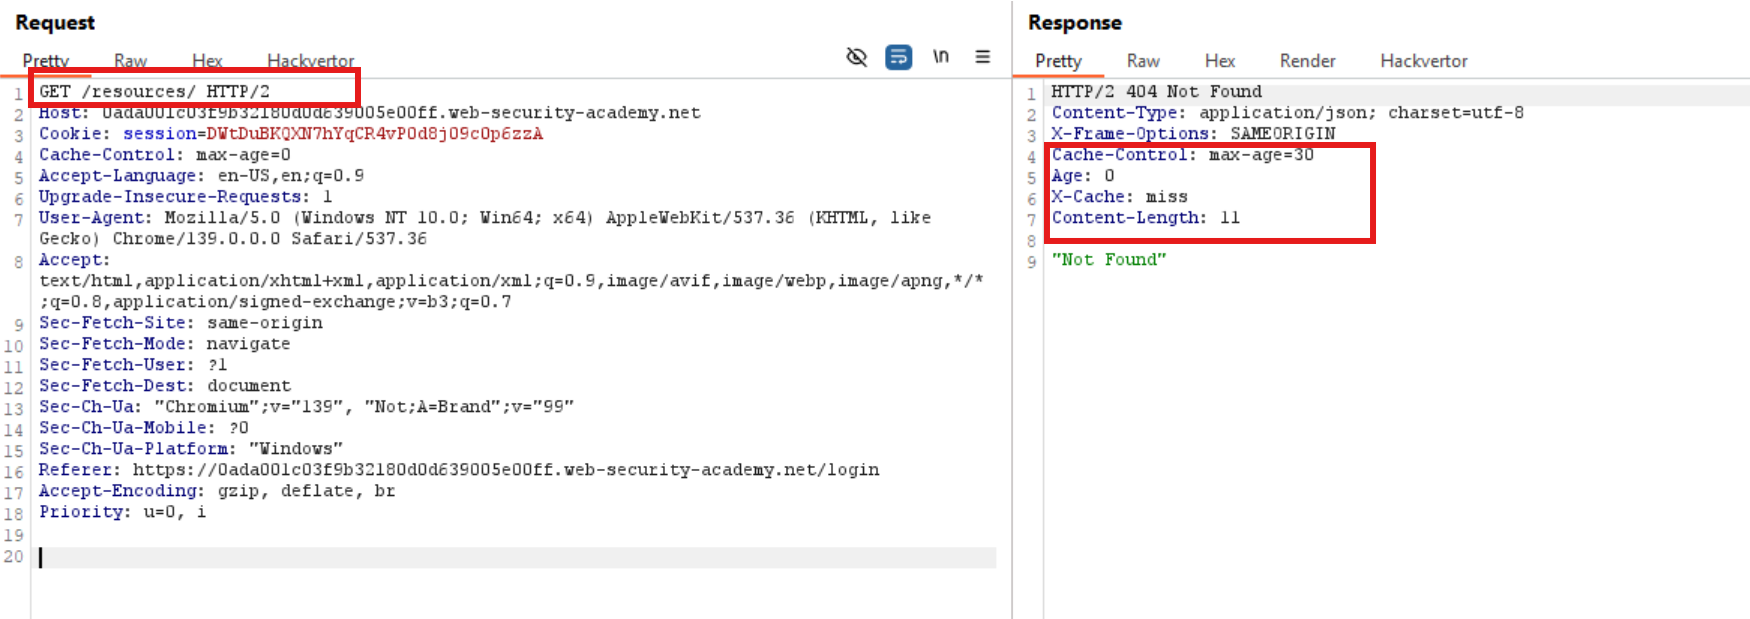 Request
Pretty Raw Hex Hackvertor \n
1 GET /resources/ HTTP/2
2 Host: 0ada001c03f9b32180d0d639005e00ff.web-security-academy.net
3 Cookie: session=DWtDuBKQXN7hYqCR4vP0d8j09c0p6zzA
4 Cache-Control: max-age=0
5 Accept-Language: en-US,en;q=0.9
6 Upgrade-Insecure-Requests: 1
7 User-Agent: Mozilla/5.0 (Windows NT 10.0; Win64; x64) AppleWebKit/537.36 (KHTML, like
Gecko) Chrome/139.0.0.0 Safari/537.36
8 Accept:
text/html,application/xhtml+xml,application/xml;q=0.9,image/avif,image/webp,image/apng,*/*
;q=0.8,application/signed-exchange;v=b3;q=0.7
9 Sec-Fetch-Site: same-origin
10 Sec-Fetch-Mode: navigate
11 Sec-Fetch-User: ?1
12 Sec-Fetch-Dest: document
13 Sec-Ch-Ua: "Chromium";v="139", "Not;A=Brand";v="99"
14 Sec-Ch-Ua-Mobile: ?0
15 Sec-Ch-Ua-Platform: "Windows"
16 Referer: https://0ada001c03f9b32180d0d639005e00ff.web-security-academy.net/login
17 Accept-Encoding: gzip, deflate, br
18 Priority: u=0, i
19
20
Response
Pretty Raw Hex Render Hackvertor
1 HTTP/2 404 Not Found
2 Content-Type: application/json; charset=utf-8
3 X-Frame-Options: SAMEORIGIN
4 Cache-Control: max-age=30
5 Age: 0
6 X-Cache: miss
7 Content-Length: 11
8
9 "Not Found"